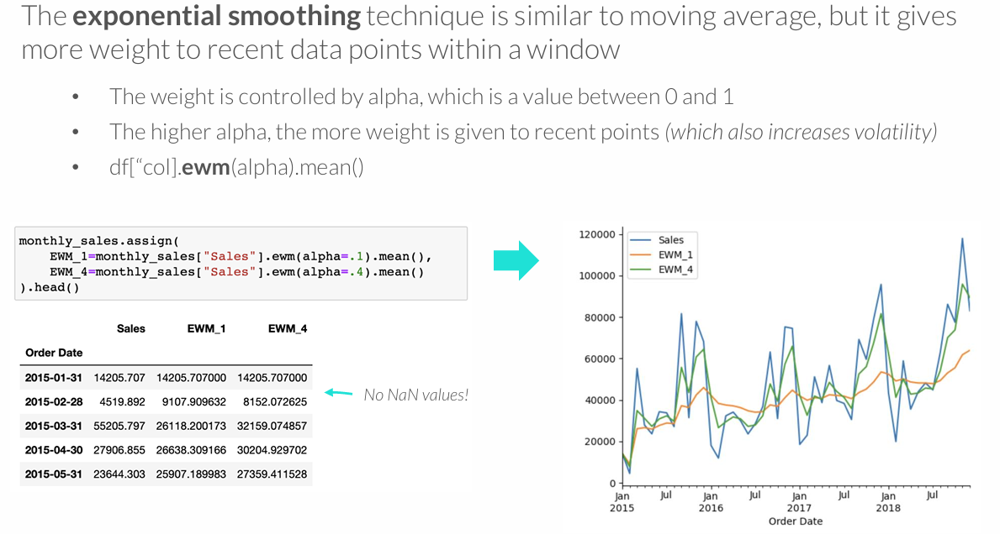 The exponential smoothing technique is similar to moving average, but it gives
more weight to recent data points within a window
• The weight is controlled by alpha, which is a value between 0 and 1
• The higher alpha, the more weight is given to recent points (which also increases volatility)
• df[“col].ewm(alpha).mean()
monthly_sales.assign(
    EWM_1=monthly_sales["Sales"].ewm(alpha=.1).mean(),
    EWM_4=monthly_sales["Sales"].ewm(alpha=.4).mean()
).head()
Sales EWM_1 EWM_4
Order Date
2015-01-31 14205.707 14205.707000 14205.707000
2015-02-28 4519.892 9107.909632 8152.072625
2015-03-31 55205.797 26118.200173 32159.074857
2015-04-30 27906.855 26638.309166 30204.929702
2015-05-31 23644.303 25907.189983 27359.411528
No NaN values!
120000
100000
80000
60000
40000
20000
0
Sales
EWM_1
EWM_4
Jan Jul Jan Jul Jan Jul Jan Jul
2015 2016 2017 2018
Order Date